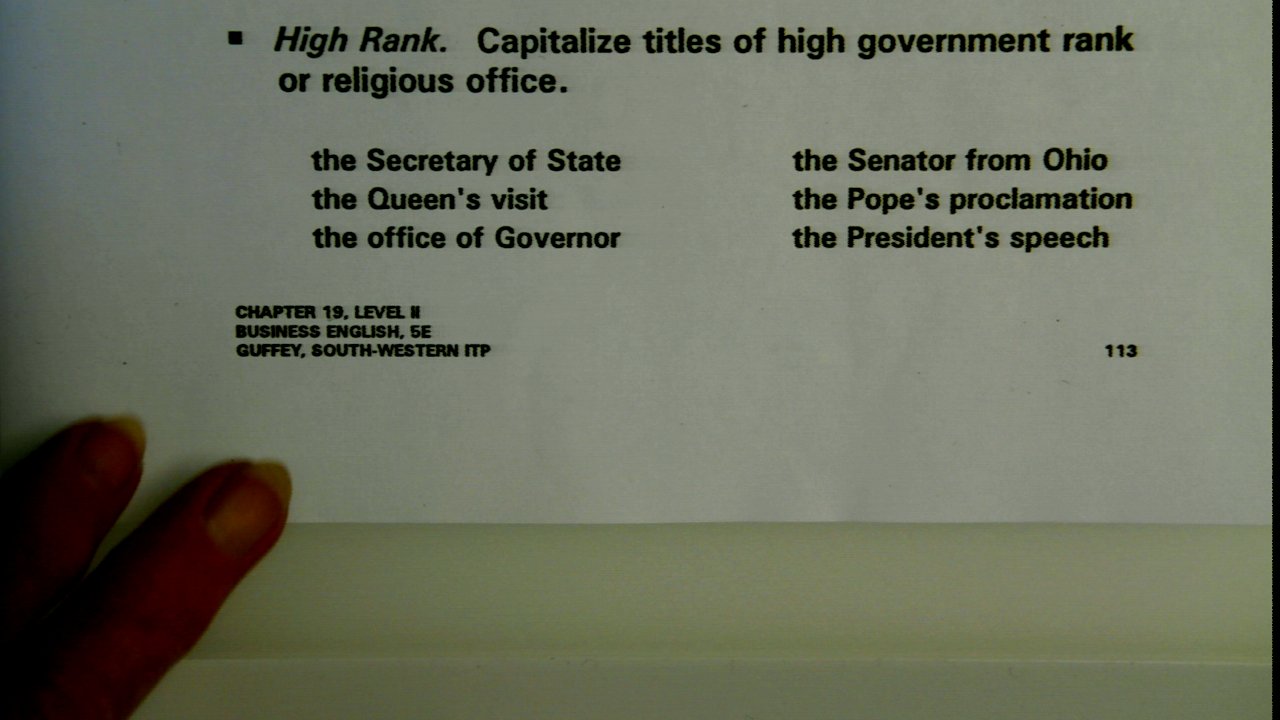 ▪ High Rank. Capitalize titles of high government rank
or religious office.
the Secretary of State the Senator from Ohio
the Queen's visit the Pope's proclamation
the office of Governor the President's speech
CHAPTER 19, LEVEL II
BUSINESS ENGLISH, 5E
GUFFEY, SOUTH-WESTERN ITP 113